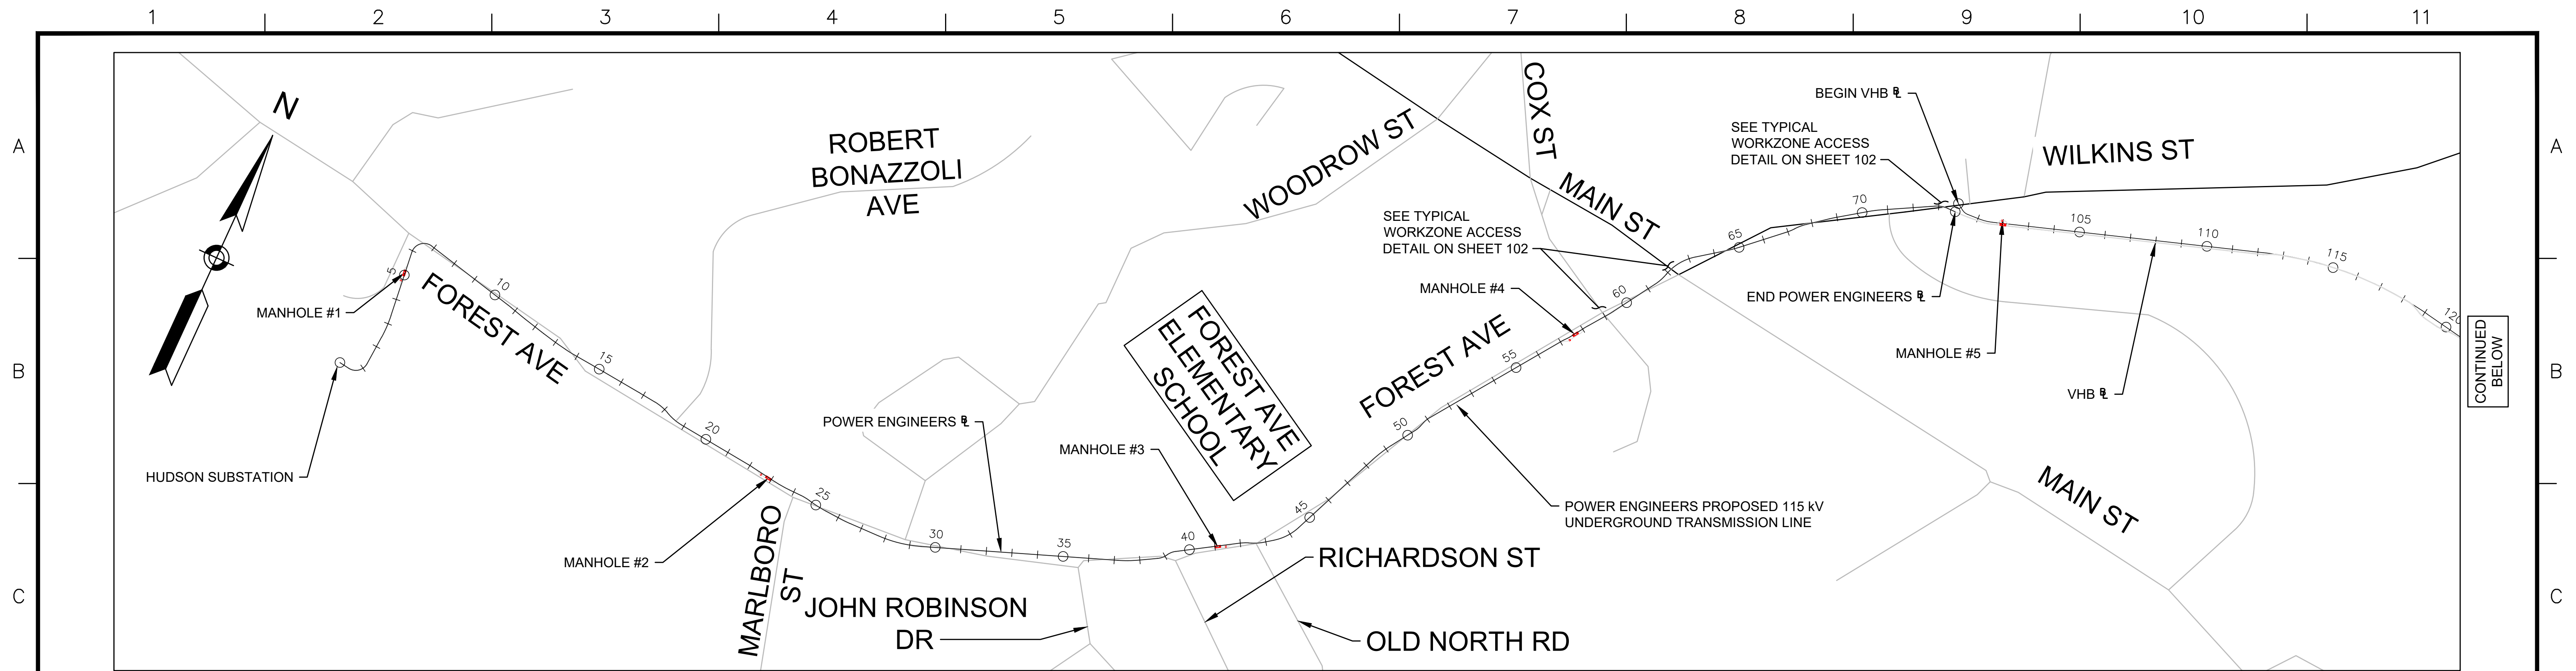 1 2 3 4 5 6 7 8 9 10 11
A
B
C
A
B
C
N
ROBERT
BONAZZOLI
AVE
WOODROW ST
COX ST
MAIN ST
BEGIN VHB ℄
SEE TYPICAL
WORKZONE ACCESS
DETAIL ON SHEET 102
WILKINS ST
SEE TYPICAL
WORKZONE ACCESS
DETAIL ON SHEET 102
MANHOLE #4
MANHOLE #1
FOREST AVE
HUDSON SUBSTATION
5
10
15
20
25
30
35
40
45
50
55
60
65
70
105
110
115
120
END POWER ENGINEERS
MANHOLE #5
VHB
CONTINUED
BELOW
FOREST AVE
ELEMENTARY
SCHOOL
FOREST AVE
POWER ENGINEERS
MANHOLE #3
MANHOLE #2
POWER ENGINEERS PROPOSED 115 kV
UNDERGROUND TRANSMISSION LINE
MAIN ST
MARLBORO
ST
JOHN ROBINSON
DR
RICHARDSON ST
OLD NORTH RD